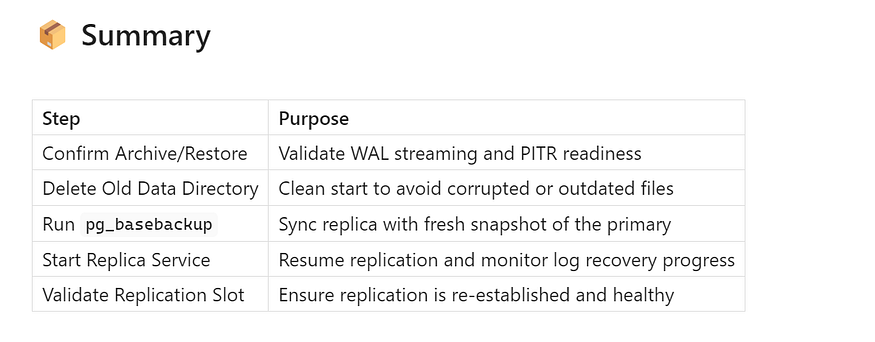 📦 Summary
Step Purpose
Confirm Archive/Restore Validate WAL streaming and PITR readiness
Delete Old Data Directory Clean start to avoid corrupted or outdated files
Run pg_basebackup Sync replica with fresh snapshot of the primary
Start Replica Service Resume replication and monitor log recovery progress
Validate Replication Slot Ensure replication is re-established and healthy